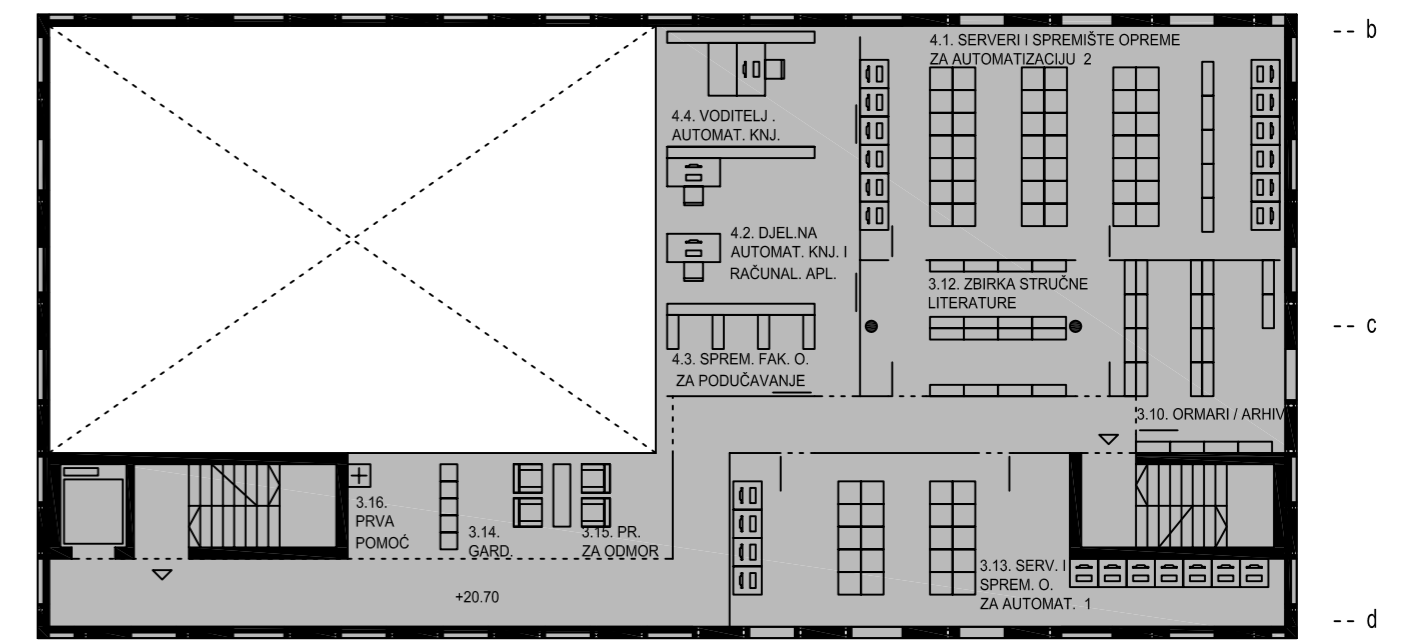 -- b
4.1. SERVERI I SPREMIŠTE OPREME
ZA AUTOMATIZACIJU 2
4.4. VODITELJ .
AUTOMAT. KNJ.
4.2. DJEL.NA
AUTOMAT. KNJ. I
RAČUNAL. APL.
3.12. ZBIRKA STRUČNE
LITERATURE
-- c
4.3. SPREM. FAK. O.
ZA PODUČAVANJE
3.10. ORMARI / ARHIV
3.16.
PRVA
POMOĆ
3.14.
GARD.
3.15. PR.
ZA ODMOR
3.13. SERV. I
SPREM. O.
ZA AUTOMAT. 1
+20.70
-- d